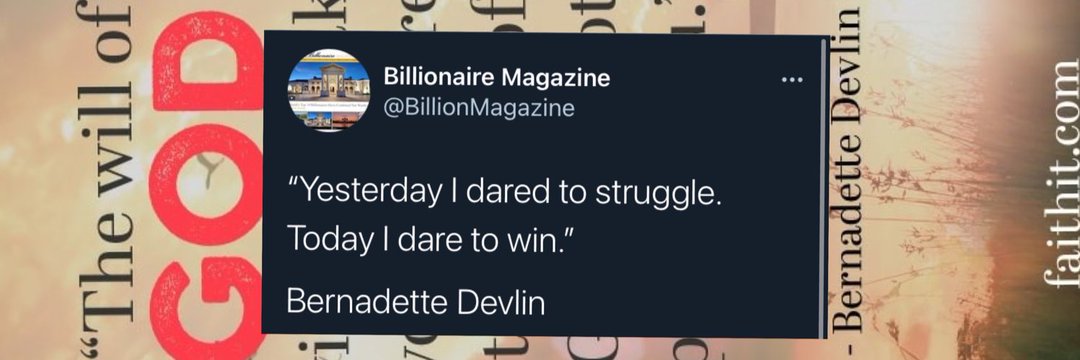 Billionaire Magazine
@BillionMagazine
“Yesterday I dared to struggle.
Today I dare to win.”
Bernadette Devlin
“The will of
GOD
- Bernadette Devlin
faithit.com